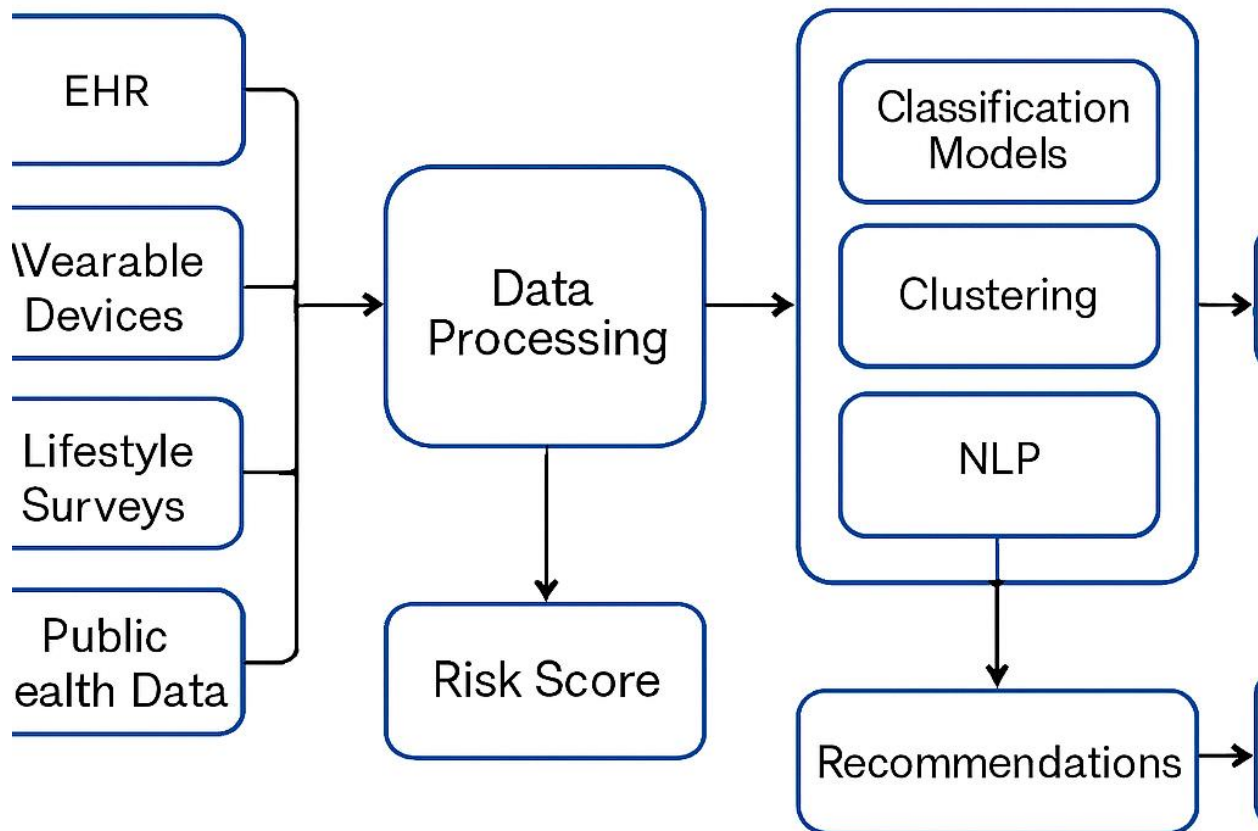 EHR
Wearable
Devices
Lifestyle
Surveys
Public
ealth Data
Data
Processing
Risk Score
Classification
Models
Clustering
NLP
Recommendations